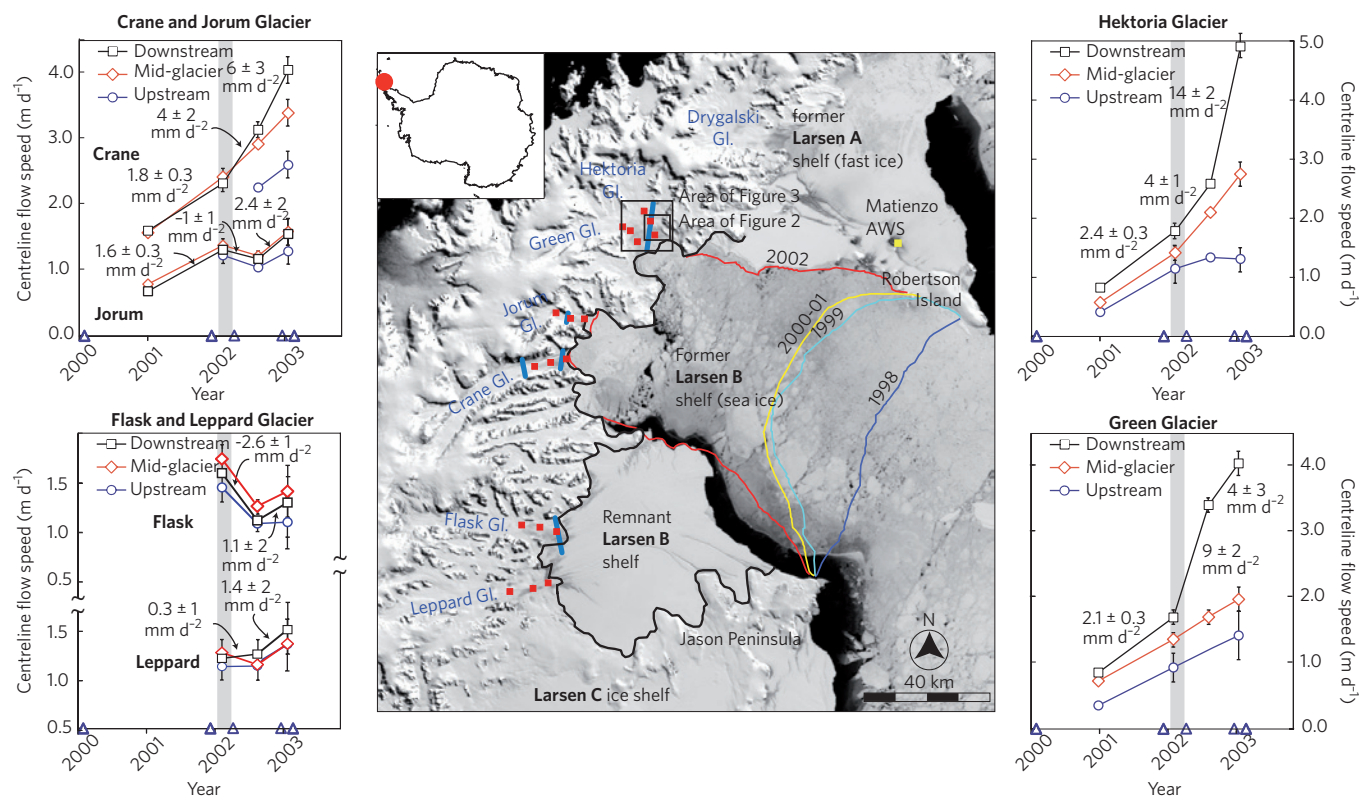 Crane and Jorum Glacier
Centreline flow speed (m d⁻¹)
4.0
3.0
2.0
1.0
0.0
Downstream
Mid-glacier
Upstream
6 ± 3
mm d⁻²
4 ± 2
mm d⁻²
Crane
1.8 ± 0.3
mm d⁻²
2.4 ± 2
mm d⁻²
−1 ± 1
mm d⁻²
1.6 ± 0.3
mm d⁻²
Jorum
2000
2001
2002
2003
Year
Flask and Leppard Glacier
Centreline flow speed (m d⁻¹)
1.5
1.0
0.5
1.5
1.0
0.5
Downstream
Mid-glacier
Upstream
-2.6 ± 1
mm d⁻²
Flask
1.1 ± 2
mm d⁻²
1.4 ± 2
mm d⁻²
0.3 ± 1
mm d⁻²
Leppard
2000
2001
2002
2003
Year
Drygalski
Gl.
former
Larsen A
shelf (fast ice)
Hektoria
Gl.
Area of Figure 3
Area of Figure 2
Matienzo
AWS
Green Gl.
2002
Robertson
Island
Jorum
Gl.
2000-01
1999
1998
Former
Larsen B
shelf (sea ice)
Crane Gl.
Flask Gl.
Remnant
Larsen B
shelf
Leppard Gl.
Jason Peninsula
N
40 km
Larsen C ice shelf
Hektoria Glacier
Downstream
Mid-glacier
Upstream
14 ± 2
mm d⁻²
4 ± 1
mm d⁻²
2.4 ± 0.3
mm d⁻²
5.0
4.0
3.0
2.0
1.0
0.0
Centreline flow speed (m d⁻¹)
2000
2001
2002
2003
Year
Green Glacier
Downstream
Mid-glacier
Upstream
4 ± 3
mm d⁻²
9 ± 2
mm d⁻²
2.1 ± 0.3
mm d⁻²
4.0
3.0
2.0
1.0
0.0
Centreline flow speed (m d⁻¹)
2000
2001
2002
2003
Year